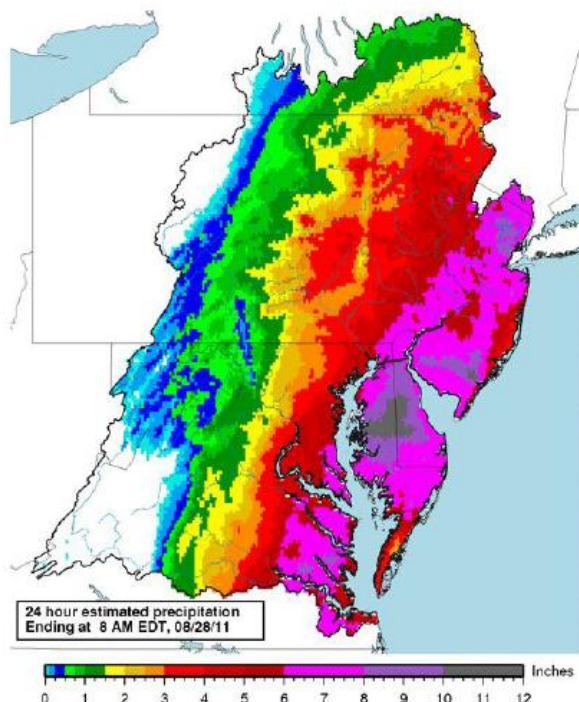 24 hour estimated precipitation
Ending at 8 AM EDT, 08/28/11
Inches
0 1 2 3 4 5 6 7 8 9 10 11 12